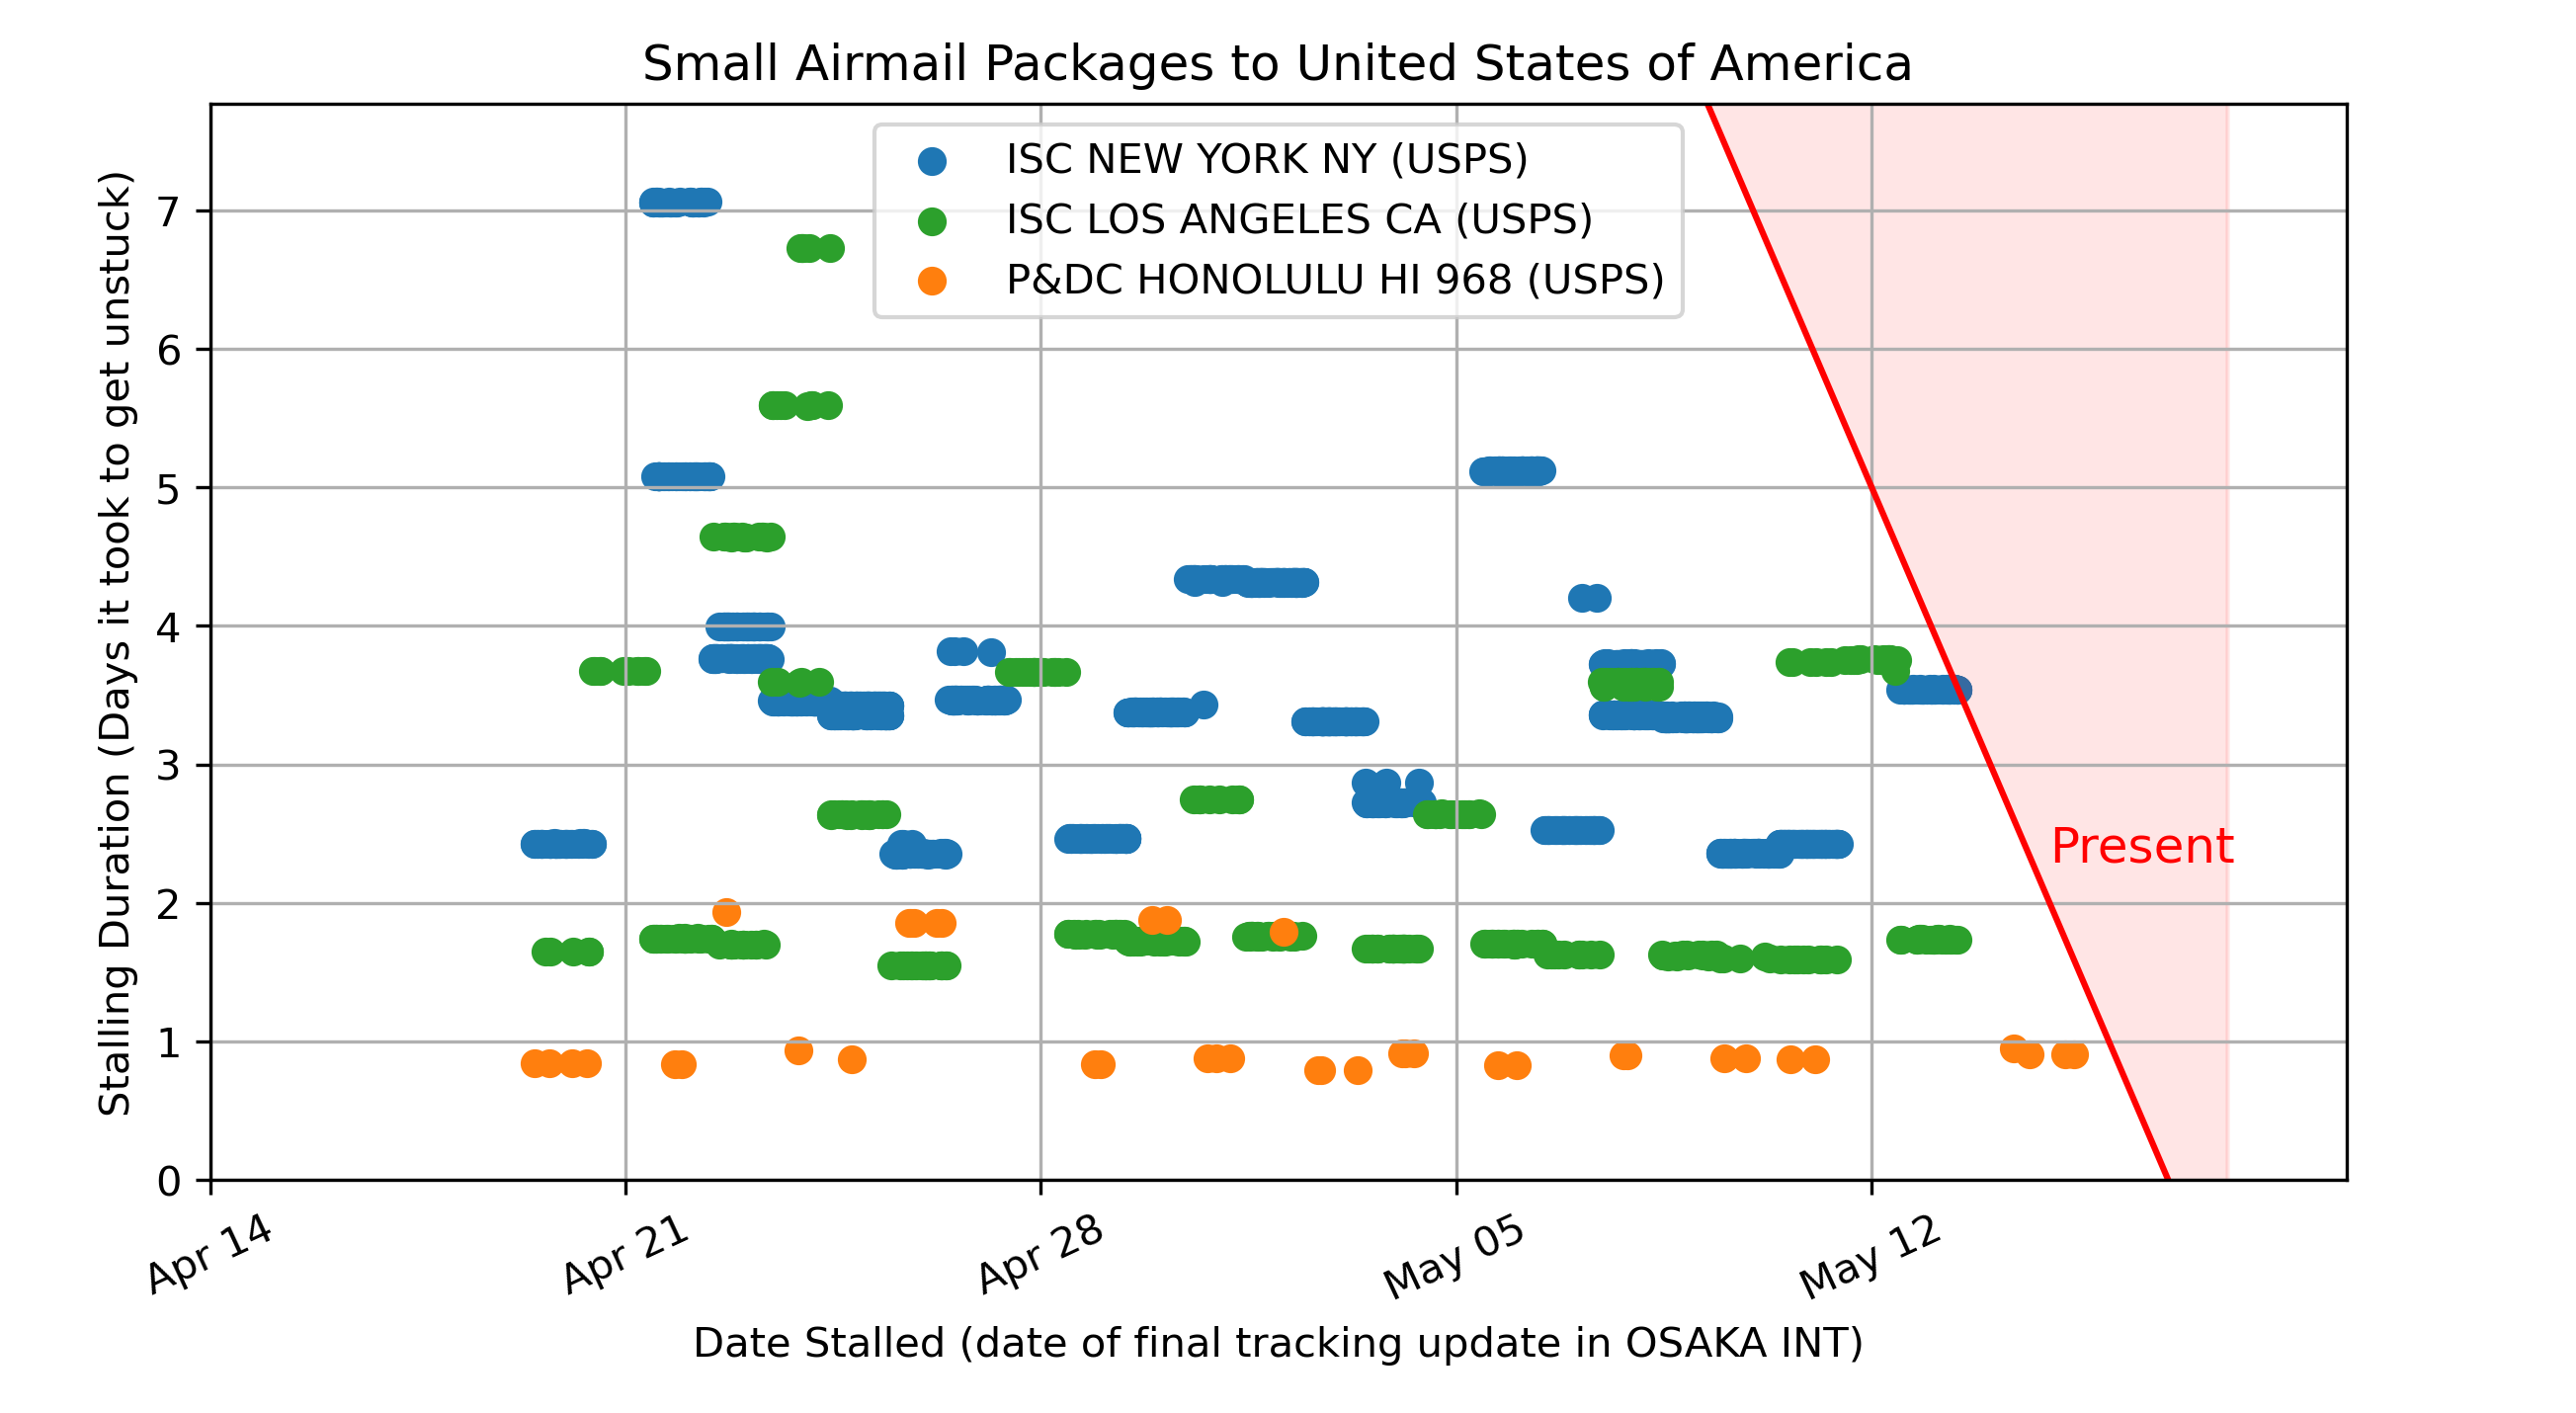 Small Airmail Packages to United States of America
ISC NEW YORK NY (USPS)
ISC LOS ANGELES CA (USPS)
P&DC HONOLULU HI 968 (USPS)
Stalling Duration (Days it took to get unstuck)
7
6
5
4
3
2
1
0
Present
Apr 14
Apr 21
Apr 28
May 05
May 12
Date Stalled (date of final tracking update in OSAKA INT)